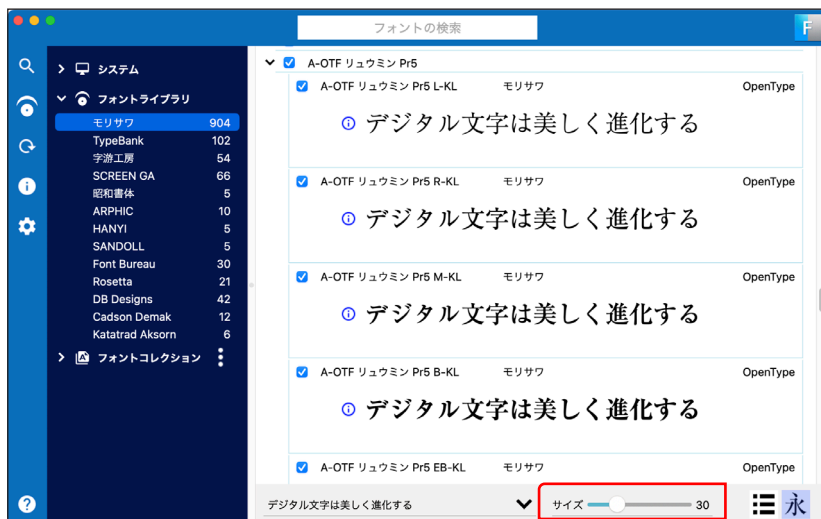 フォントの検索
F
システム
フォントライブラリ
モリサワ 904
TypeBank 102
字游工房 54
SCREEN GA 66
昭和書体 5
ARPHIC 10
HANYI 5
SANDOLL 5
Font Bureau 30
Rosetta 21
DB Designs 42
Cadson Demak 12
Katatrad Aksorn 6
フォントコレクション
A-OTF リュウミン Pr5
A-OTF リュウミン Pr5 L-KL モリサワ OpenType
デジタル文字は美しく進化する
A-OTF リュウミン Pr5 R-KL モリサワ OpenType
デジタル文字は美しく進化する
A-OTF リュウミン Pr5 M-KL モリサワ OpenType
デジタル文字は美しく進化する
A-OTF リュウミン Pr5 B-KL モリサワ OpenType
デジタル文字は美しく進化する
A-OTF リュウミン Pr5 EB-KL モリサワ OpenType
デジタル文字は美しく進化する サイズ 30 永